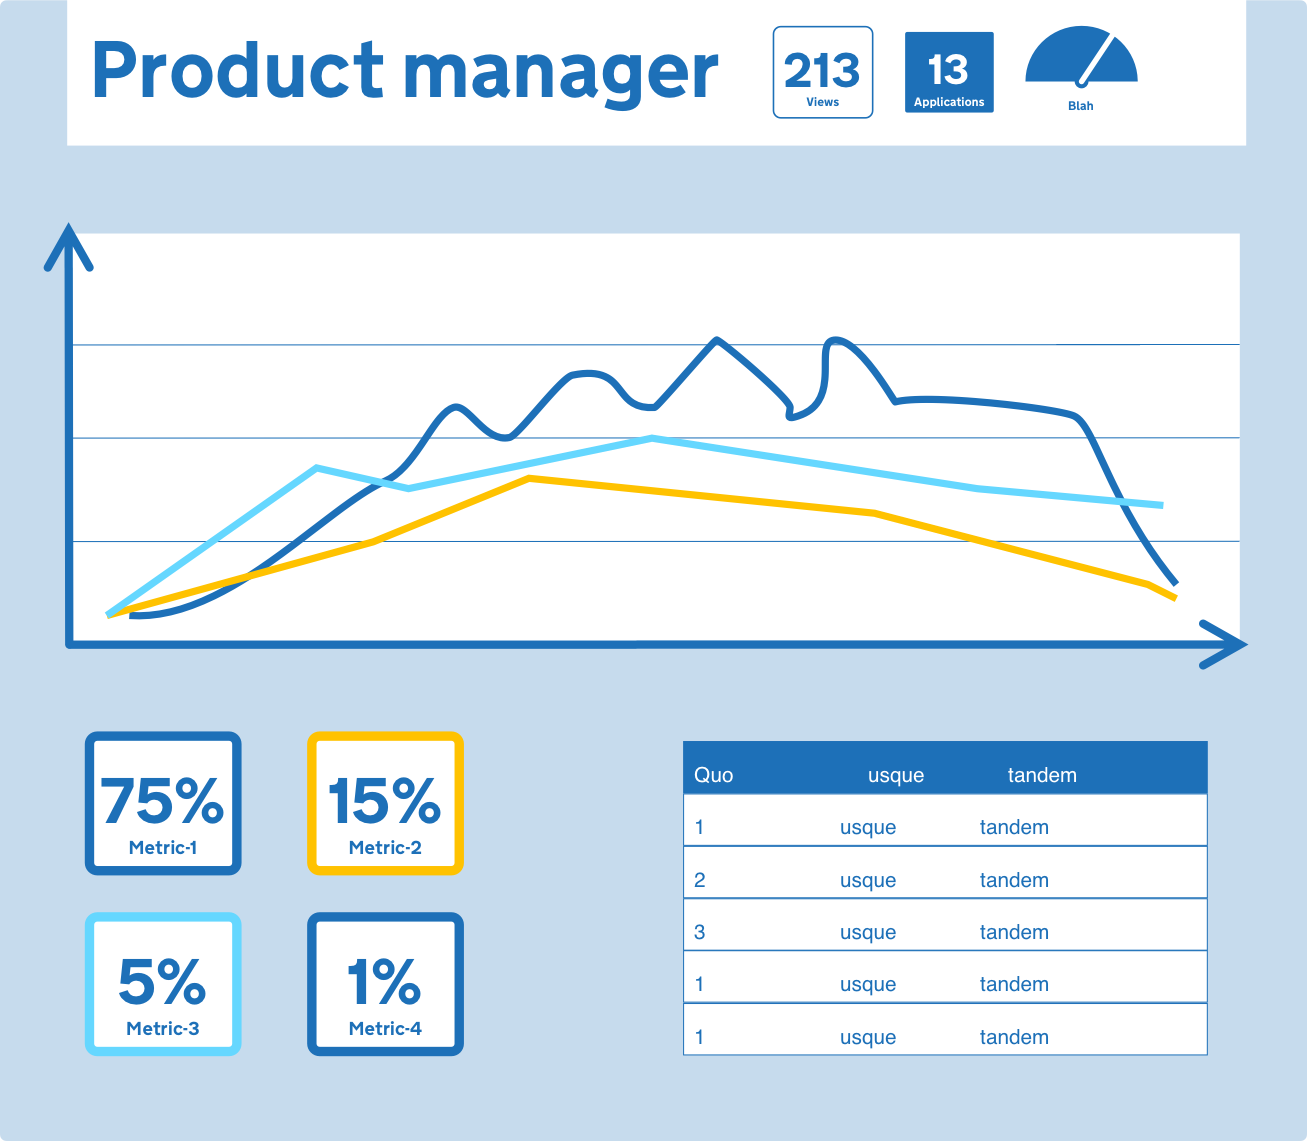 Product manager
213
Views
13
Applications
Blah
75%
Metric-1
15%
Metric-2
5%
Metric-3
1%
Metric-4
Quo usque tandem
1 usque tandem
2 usque tandem
3 usque tandem
1 usque tandem
1 usque tandem